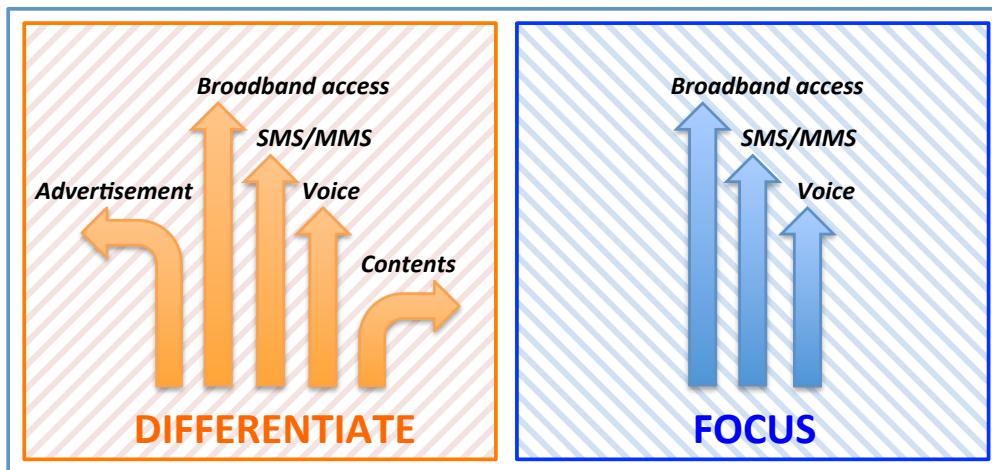 Broadband access
SMS/MMS
Advertisement
Voice
Contents
DIFFERENTIATE
Broadband access
SMS/MMS
Voice
FOCUS